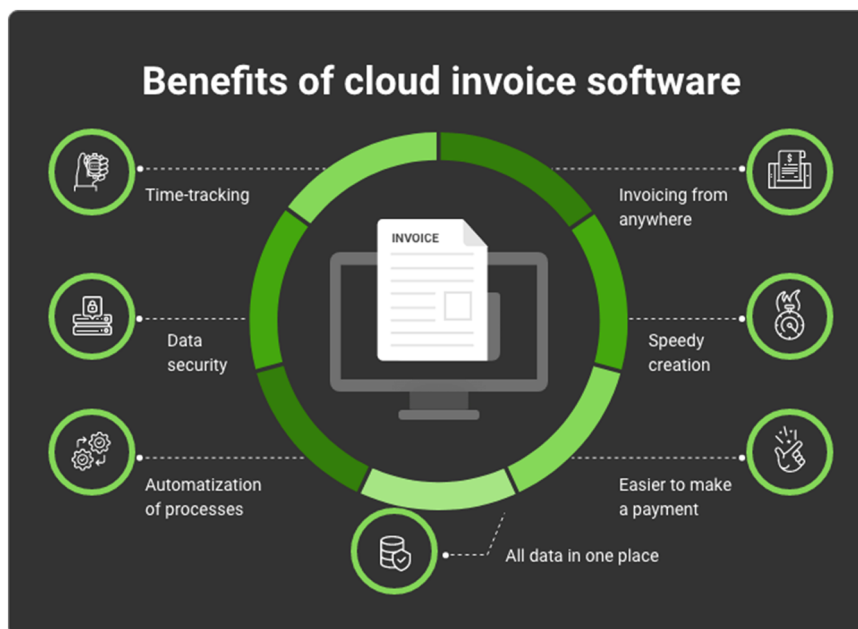 Benefits of cloud invoice software
Time-tracking
Invoicing from
anywhere
INVOICE
$
Data
security
Speedy
creation
Automatization
of processes
Easier to make
a payment
All data in one place